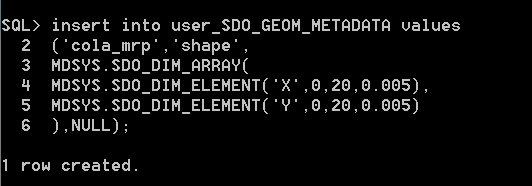 SQL> insert into user_SDO_GEOM_METADATA values
2 ('cola_mrp','shape',
3 MDSYS.SDO_DIM_ARRAY(
4 MDSYS.SDO_DIM_ELEMENT('X',0,20,0.005),
5 MDSYS.SDO_DIM_ELEMENT('Y',0,20,0.005)
6 ),NULL);
1 row created.